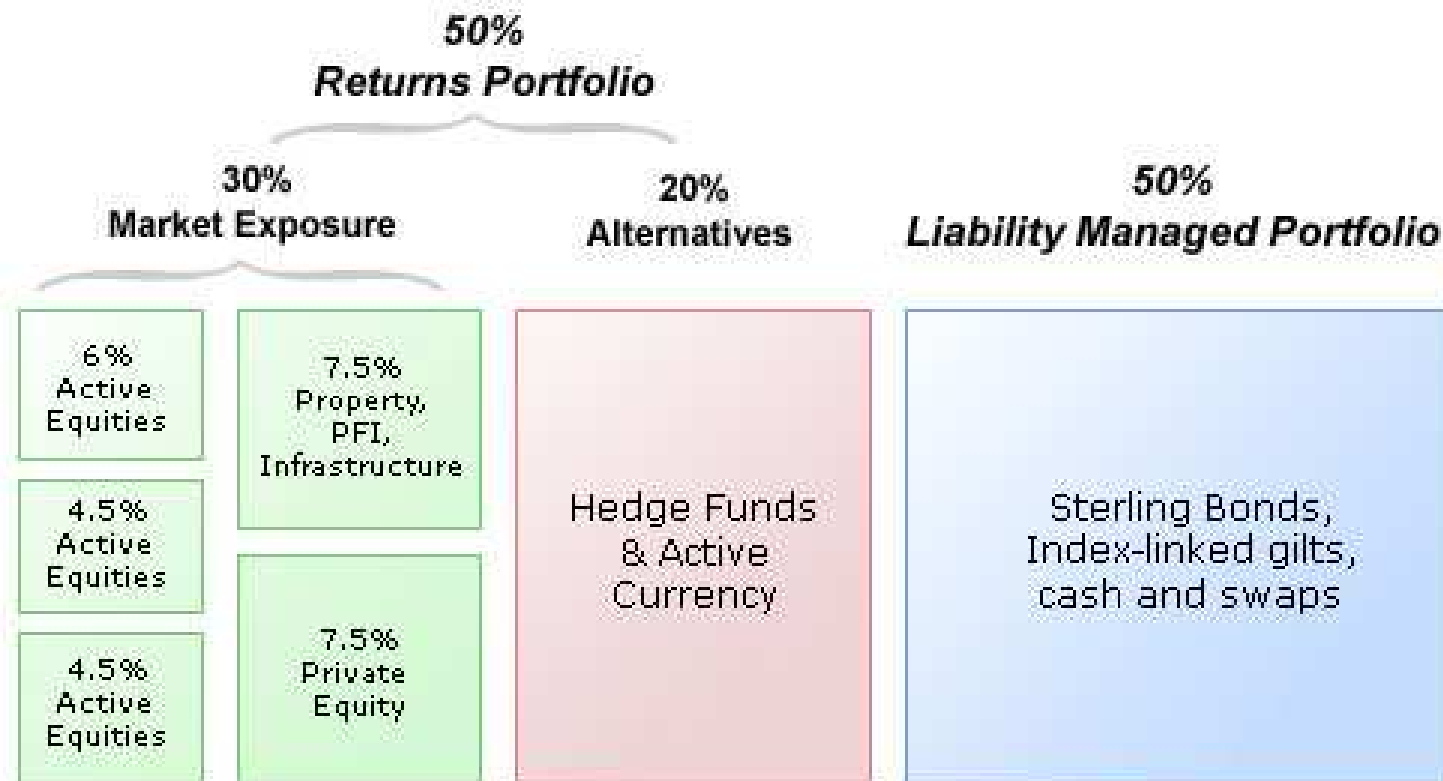 50%
Returns Portfolio
30%
Market Exposure
20%
Alternatives
50%
Liability Managed Portfolio
6%
Active
Equities
4.5%
Active
Equities
4.5%
Active
Equities
7.5%
Property,
PFI,
Infrastructure
7.5%
Private
Equity
Hedge Funds
& Active
Currency
Sterling Bonds,
Index-linked gilts,
cash and swaps